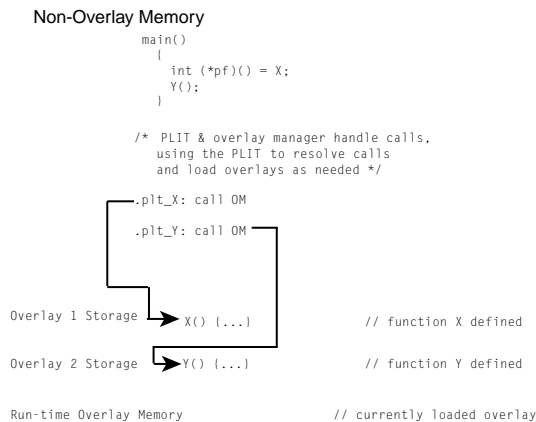 Non-Overlay Memory
main()
{
int (*pf)() = X;
Y();
}
/* PLIT & overlay manager handle calls,
using the PLIT to resolve calls
and load overlays as needed */
.plt_X: call OM
.plt_Y: call OM
Overlay 1 Storage X() {...} // function X defined
Overlay 2 Storage Y() {...} // function Y defined
Run-time Overlay Memory // currently loaded overlay